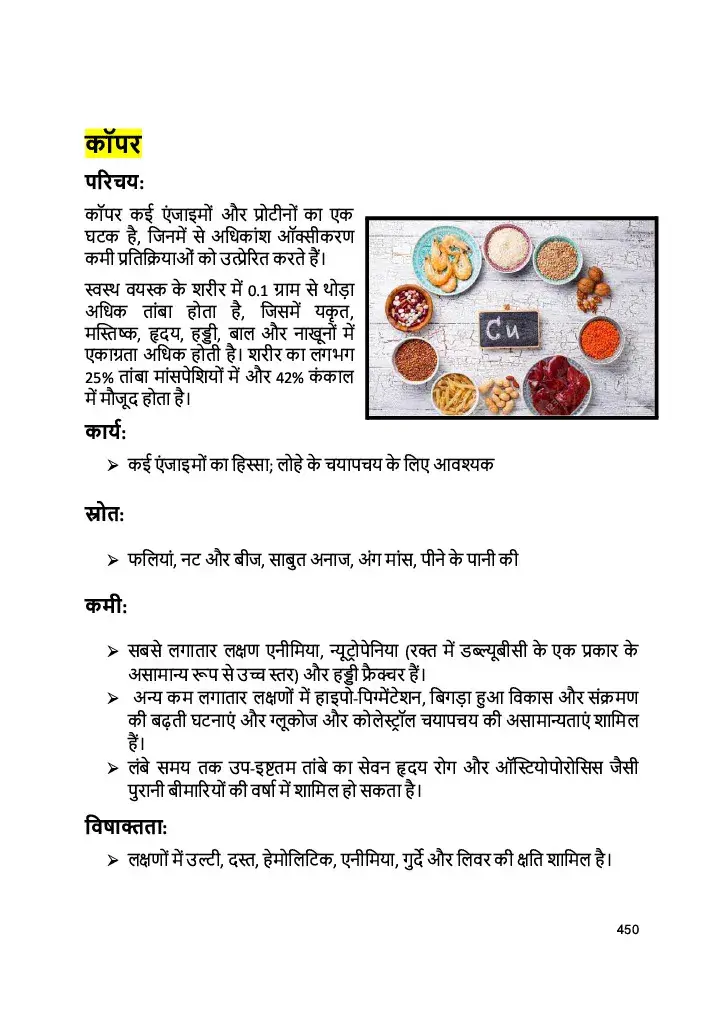 कॉपर
परिचय:
कॉपर कई एंजाइमों और प्रोटीनों का एक
घटक है, जिनमें से अधिकांश ऑक्सीकरण
कमी प्रतिक्रियाओं को उत्प्रेरित करते हैं।
स्वस्थ वयस्क के शरीर में 0.1 ग्राम से थोड़ा
अधिक तांबा होता है, जिसमें यकृत,
मस्तिष्क, हृदय, हड्डी, बाल और नाखूनों में
एकाग्रता अधिक होती है। शरीर का लगभग
25% तांबा मांसपेशियों में और 42% कंकाल
में मौजूद होता है।
Cu
कार्य:
➢ कई एंजाइमों का हिस्सा; लोहे के चयापचय के लिए आवश्यक
स्रोत:
➢ फलियां, नट और बीज, साबुत अनाज, अंग मांस, पीने के पानी की
कमी:
➢ सबसे लगातार लक्षण एनीमिया, न्यूट्रोपेनिया (रक्त में डब्ल्यूबीसी के एक प्रकार के
असामान्य रूप से उच्च स्तर) और हड्डी फ्रैक्चर हैं।
➢ अन्य कम लगातार लक्षणों में हाइपो-पिग्मेंटेशन, बिगड़ा हुआ विकास और संक्रमण
की बढ़ती घटनाएं और ग्लूकोज और कोलेस्ट्रॉल चयापचय की असामान्यताएं शामिल
हैं।
➢ लंबे समय तक उप-इष्टतम तांबे का सेवन हृदय रोग और ऑस्टियोपोरोसिस जैसी
पुरानी बीमारियों की वर्षा में शामिल हो सकता है।
विषाक्तता:
➢ लक्षणों में उल्टी, दस्त, हेमोलिटिक, एनीमिया, गुर्दे और लिवर की क्षति शामिल है।
450